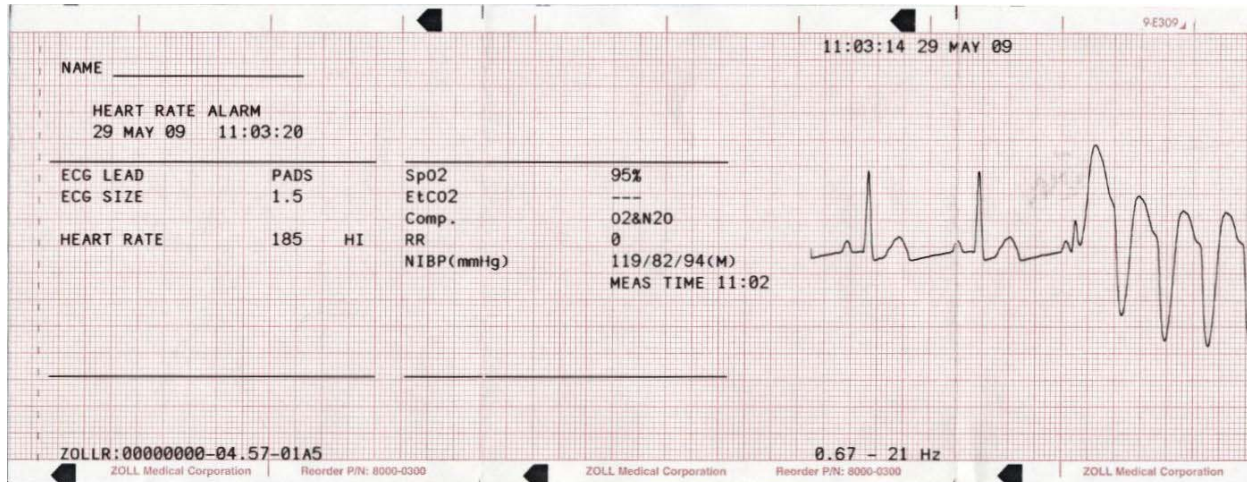 9-E309
11:03:14 29 MAY 09
NAME
HEART RATE ALARM
29 MAY 09 11:03:20
ECG LEAD PADS
ECG SIZE 1.5
HEART RATE 185 HI
SpO2 95%
EtCO2 ---
Comp. O2&N2O
RR 0
NIBP(mmHg) 119/82/94(M)
MEAS TIME 11:02
ZOLLR:00000000-04.57-01A5
0.67 - 21 Hz
ZOLL Medical Corporation Reorder P/N: 8000-0300 ZOLL Medical Corporation Reorder P/N: 8000-0300 ZOLL Medical Corporation